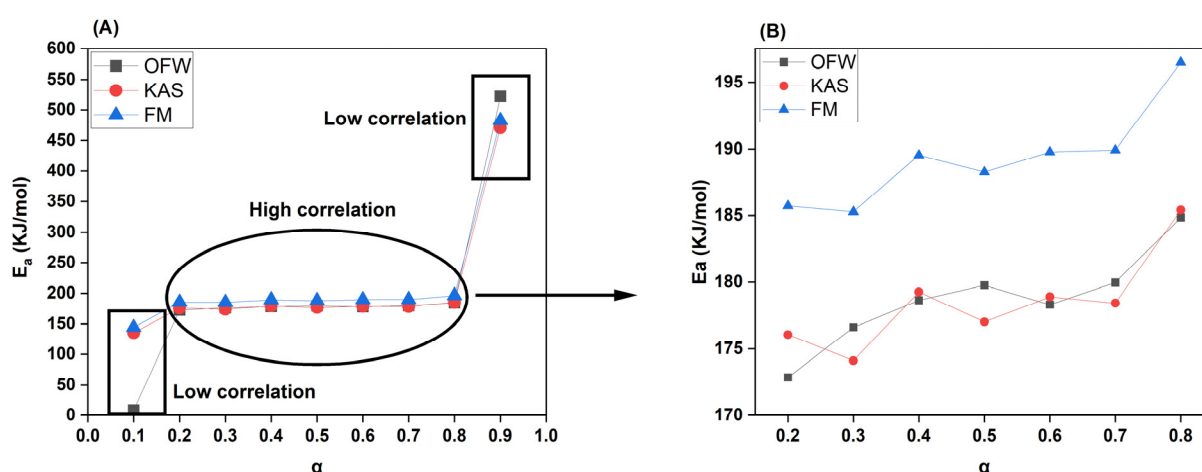 (A)
600
550
500
450
400
350
300
250
200
150
100
50
0
E_a (KJ/mol)
OFW
KAS
FM
Low correlation
High correlation
Low correlation
0.0 0.1 0.2 0.3 0.4 0.5 0.6 0.7 0.8 0.9 1.0
α
(B)
195
190
185
180
175
170
Ea (KJ/mol)
OFW
KAS
FM
0.2 0.3 0.4 0.5 0.6 0.7 0.8
α